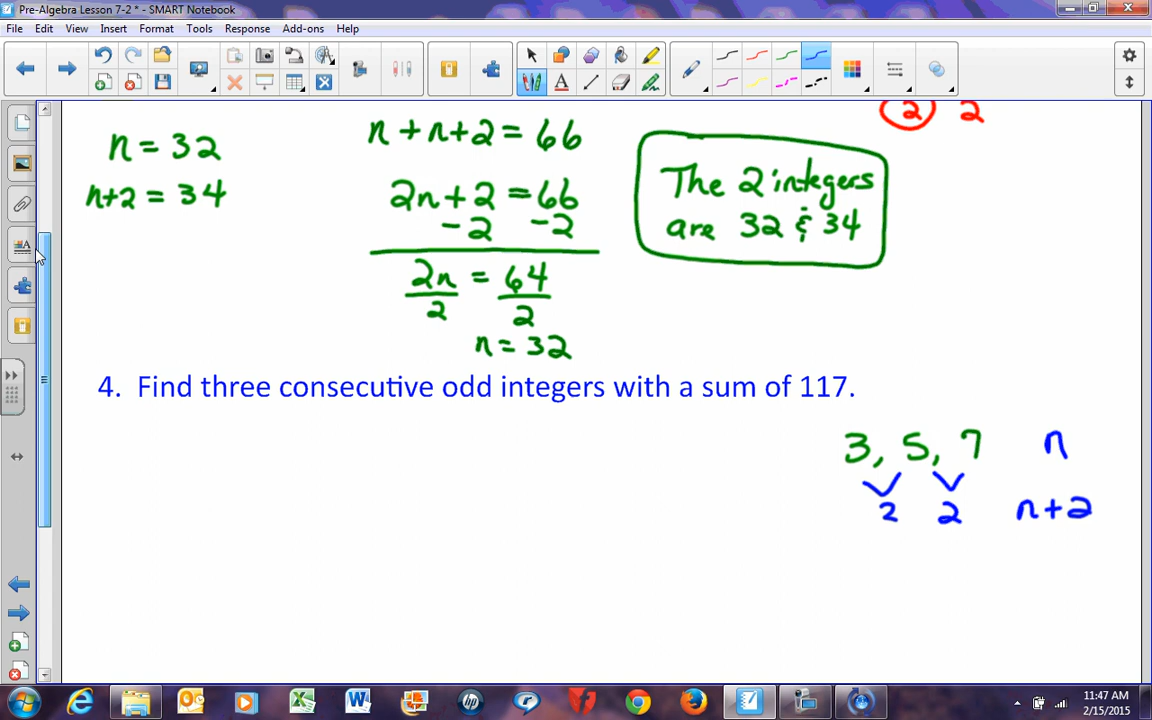 Pre-Algebra Lesson 7-2 * - SMART Notebook
File Edit View Insert Format Tools Response Add-ons Help
2 2
n = 32
n+2 = 34
n + n + 2 = 66
2n + 2 = 66
-2 -2
2n = 64
2 2
n = 32
The 2 integers
are 32 & 34
4. Find three consecutive odd integers with a sum of 117.
3, 5, 7 n
2 2 n+2
11:47 AM
2/15/2015